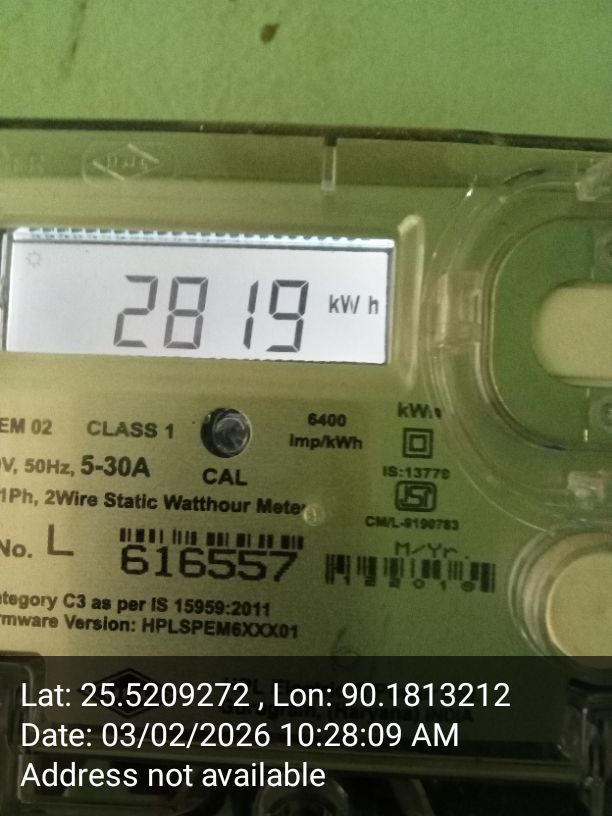 HPL
2819 kW h
EM 02 CLASS 1
6400
imp/kWh
kWh
V, 50Hz, 5-30A
CAL
IS:13779
1Ph, 2Wire Static Watthour Meter
CM/L-9190783
No. L
616557
M/Yr.
ategory C3 as per IS 15959:2011
rmware Version: HPLSPEM6XXX01
Lat: 25.5209272 , Lon: 90.1813212
Date: 03/02/2026 10:28:09 AM
Address not available